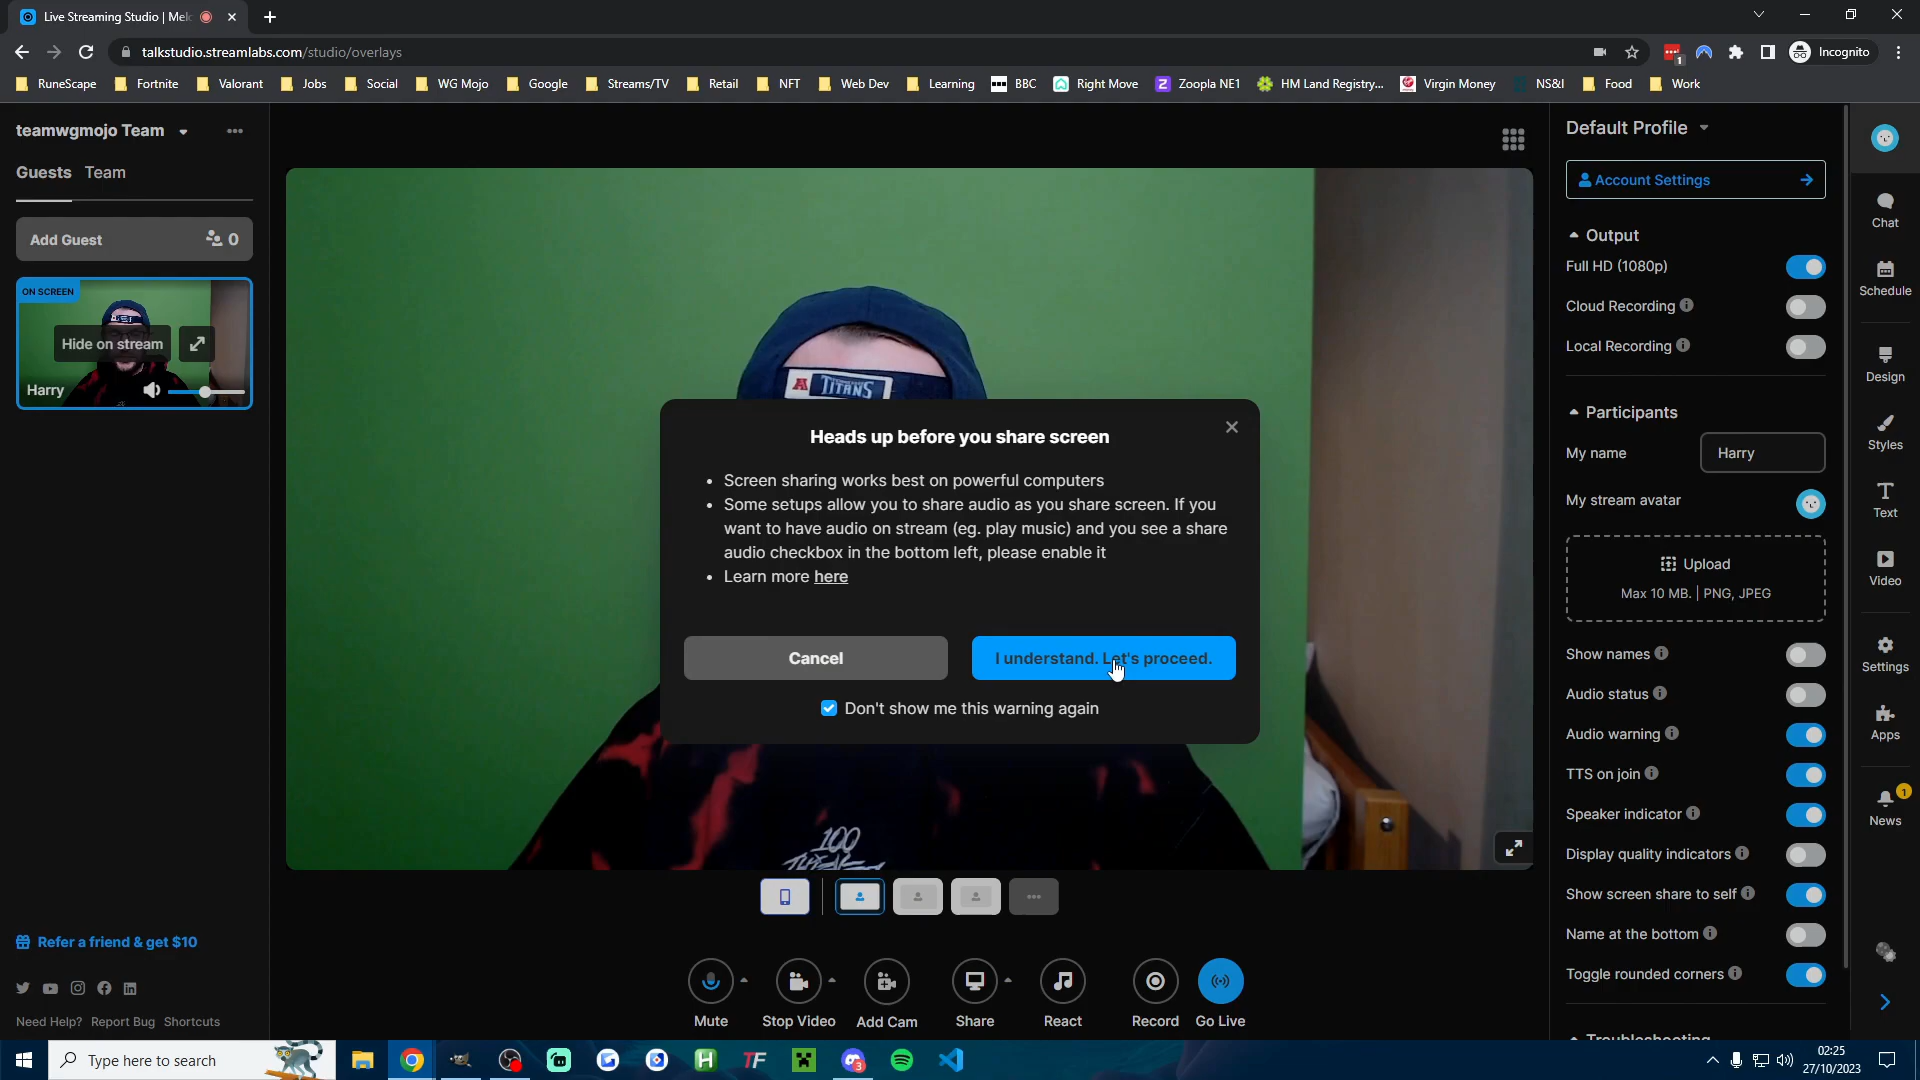 Live Streaming Studio | Mel
talkstudio.streamlabs.com/studio/overlays
1
Incognito
RuneScape
Fortnite
Valorant
Jobs
Social
WG Mojo
Google
Streams/TV
Retail
NFT
Web Dev
Learning
BBC
Right Move
Zoopla NE1
HM Land Registry...
Virgin Money
NS&I
Food
Work
teamwgmojo Team
Guests Team
Add Guest 0
ON SCREEN
Hide on stream
Harry
Refer a friend & get $10
Need Help? Report Bug Shortcuts
TITANS
100
Heads up before you share screen
Screen sharing works best on powerful computers
Some setups allow you to share audio as you share screen. If you
want to have audio on stream (eg. play music) and you see a share
audio checkbox in the bottom left, please enable it
Learn more here
Cancel
I understand. Let's proceed.
Don't show me this warning again
Mute
Stop Video
Add Cam
Share
React
Record
Go Live
Default Profile
Account Settings
Output
Full HD (1080p)
Cloud Recording
Local Recording
Participants
My name Harry
My stream avatar
Upload
Max 10 MB. | PNG, JPEG
Show names
Audio status
Audio warning
TTS on join
Speaker indicator
Display quality indicators
Show screen share to self
Name at the bottom
Toggle rounded corners
Troubleshooting
Chat
Schedule
Design
Styles
Text
Video
Settings
Apps
1
News
Type here to search
H
TF
3
02:25
27/10/2023